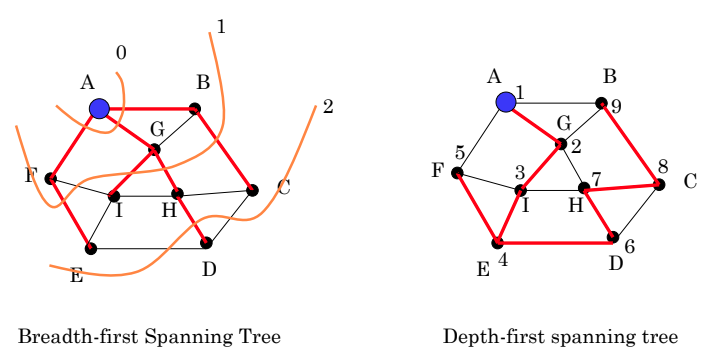 0
1
2
A
B
G
F
I
H
C
E
D
A
1
B
9
G
2
F
5
3
I
7
H
8
C
E
4
6
D
Breadth-first Spanning Tree
Depth-first spanning tree